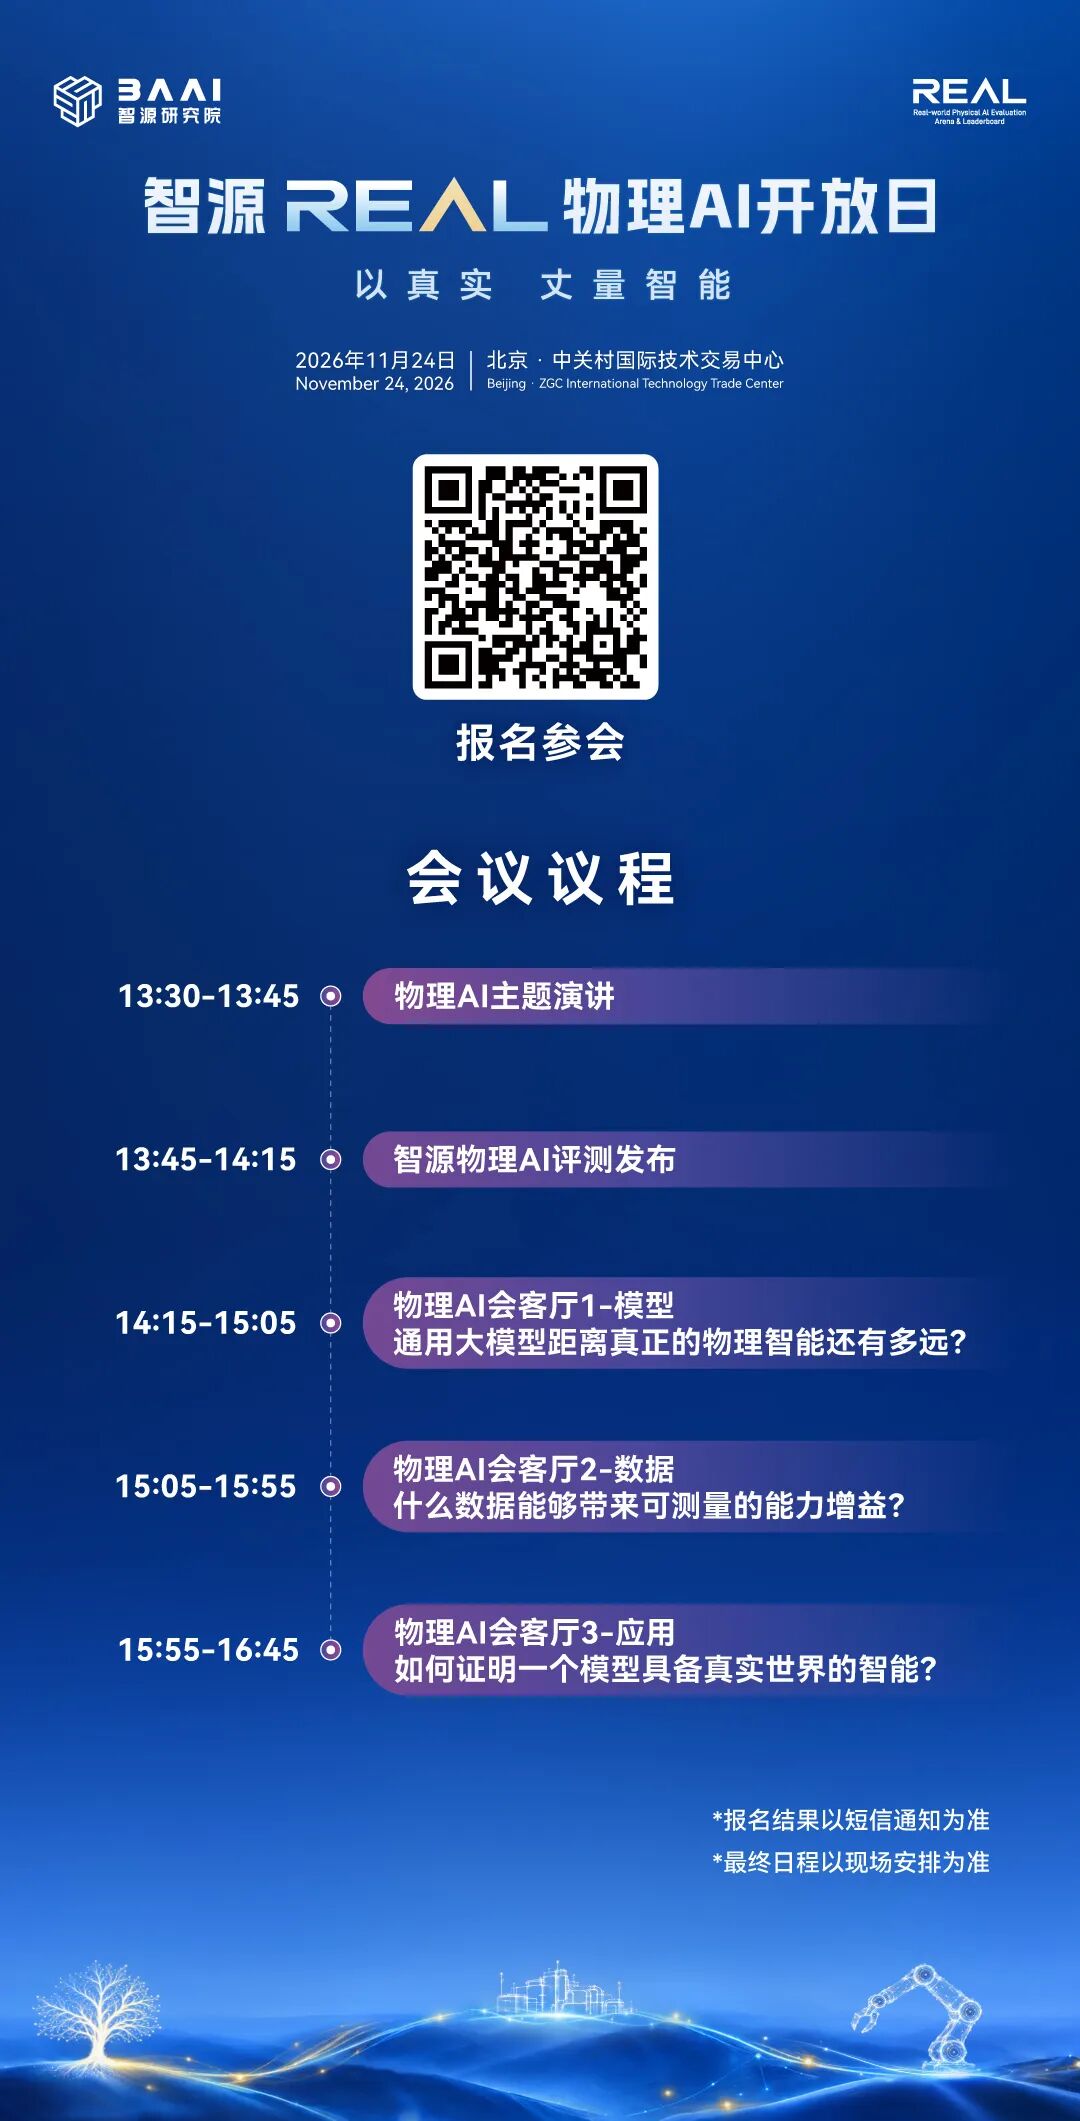 BAAI
智源研究院
REAL
Real-world Physical AI Evaluation
Arena & Leaderboard
智源 REAL 物理AI开放日
以真实 丈量智能
2026年11月24日
November 24, 2026
北京 · 中关村国际技术交易中心
Beijing · ZGC International Technology Trade Center
报名参会
会议议程
13:30-13:45 物理AI主题演讲
13:45-14:15 智源物理AI评测发布
14:15-15:05 物理AI会客厅1-模型
通用大模型距离真正的物理智能还有多远?
15:05-15:55 物理AI会客厅2-数据
什么数据能够带来可测量的能力增益?
15:55-16:45 物理AI会客厅3-应用
如何证明一个模型具备真实世界的智能?
*报名结果以短信通知为准
*最终日程以现场安排为准